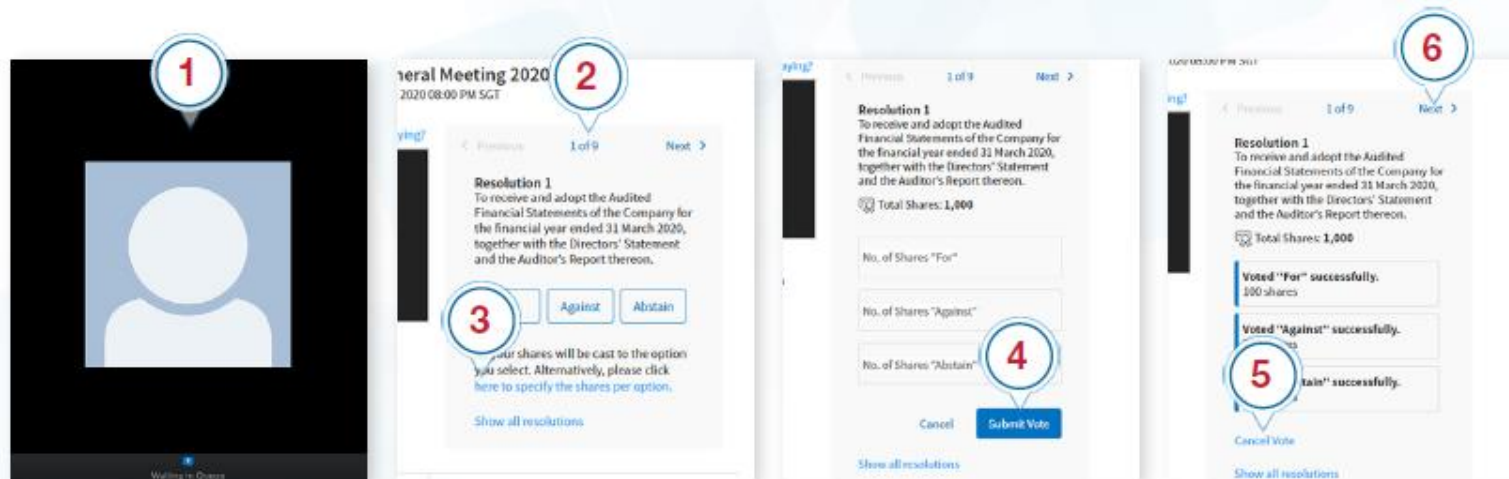 1
Waiting in Queue
2
neral Meeting 2020
2020 08:00 PM SGT
ying?
< Previous 1 of 9 Next >
Resolution 1
To receive and adopt the Audited
Financial Statements of the Company for
the financial year ended 31 March 2020,
together with the Directors' Statement
and the Auditor's Report thereon.
Against Abstain
3
our shares will be cast to the option
you select. Alternatively, please click
here to specify the shares per option.
Show all resolutions
aying?
< Previous 1 of 9 Next >
Resolution 1
To receive and adopt the Audited
Financial Statements of the Company for
the financial year ended 31 March 2020,
together with the Directors' Statement
and the Auditor's Report thereon.
Total Shares: 1,000
No. of Shares "For"
No. of Shares "Against"
No. of Shares "Abstain"
4
Cancel Submit Vote
Show all resolutions
6
ing?
< Previous 1 of 9 Next >
Resolution 1
To receive and adopt the Audited
Financial Statements of the Company for
the financial year ended 31 March 2020,
together with the Directors' Statement
and the Auditor's Report thereon.
Total Shares: 1,000
Voted "For" successfully.
100 shares
Voted "Against" successfully.
5
tain" successfully.
Cancel Vote
Show all resolutions